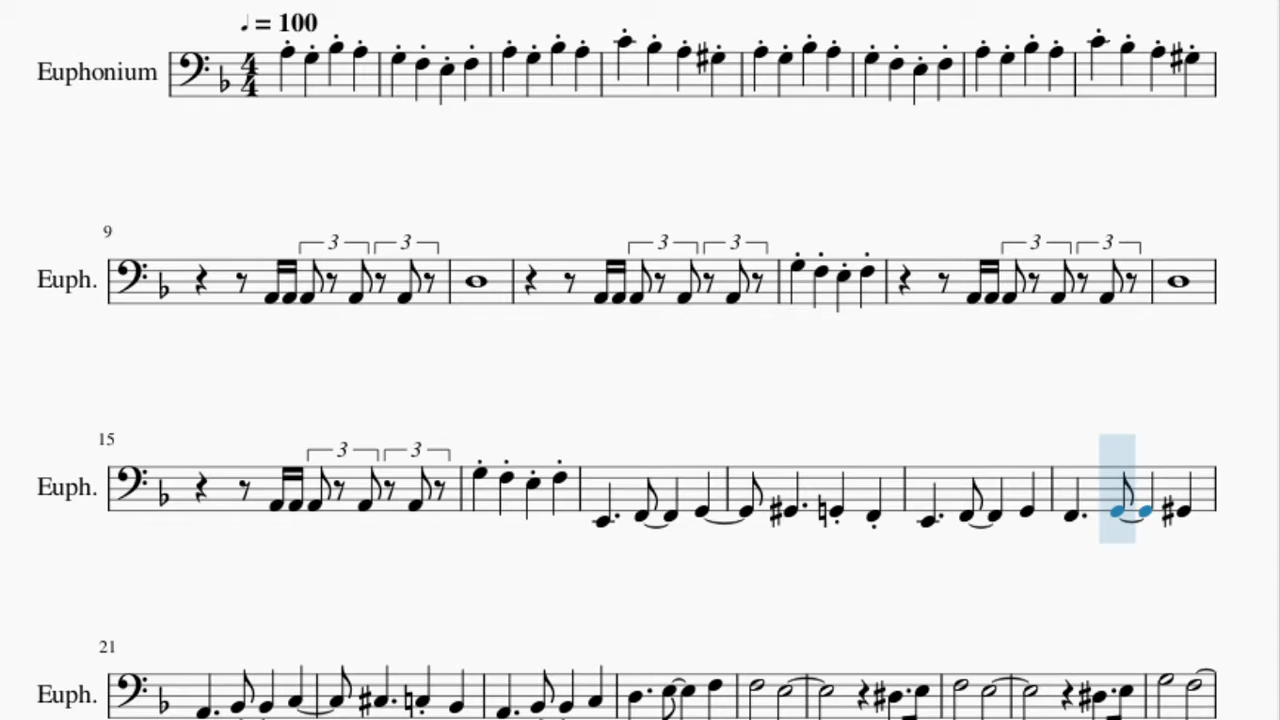 ♩ = 100
Euphonium
9
3 3 3 3 3 3
Euph.
15
3 3
Euph.
21
Euph.